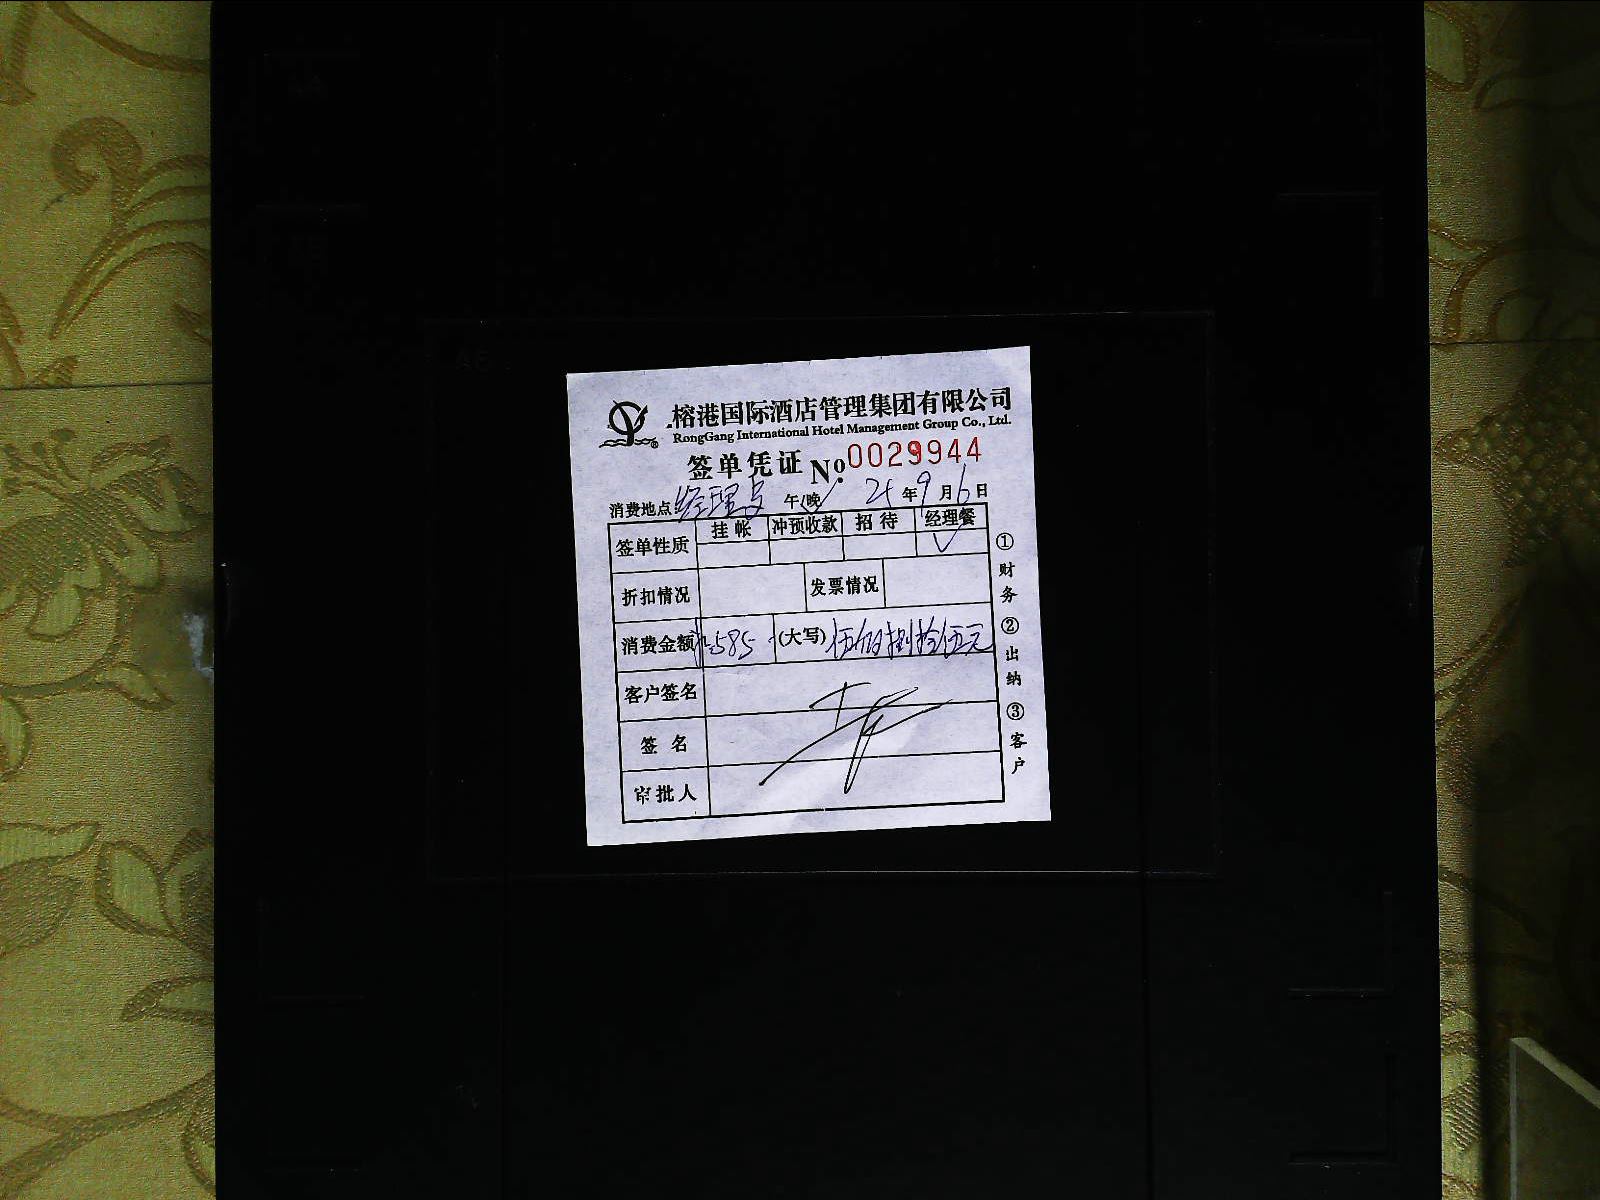 榕港国际酒店管理集团有限公司
RongGang International Hotel Management Group Co., Ltd.
签单凭证 Nº 0029944
消费地点 经理 午/晚 21年9月6日
签单性质 挂帐 冲预收款 招待 经理餐
√
折扣情况 发票情况
消费金额 585 (大写) 伍佰捌拾伍元
客户签名
签名
审批人
①财务 ②出纳 ③客户
A6